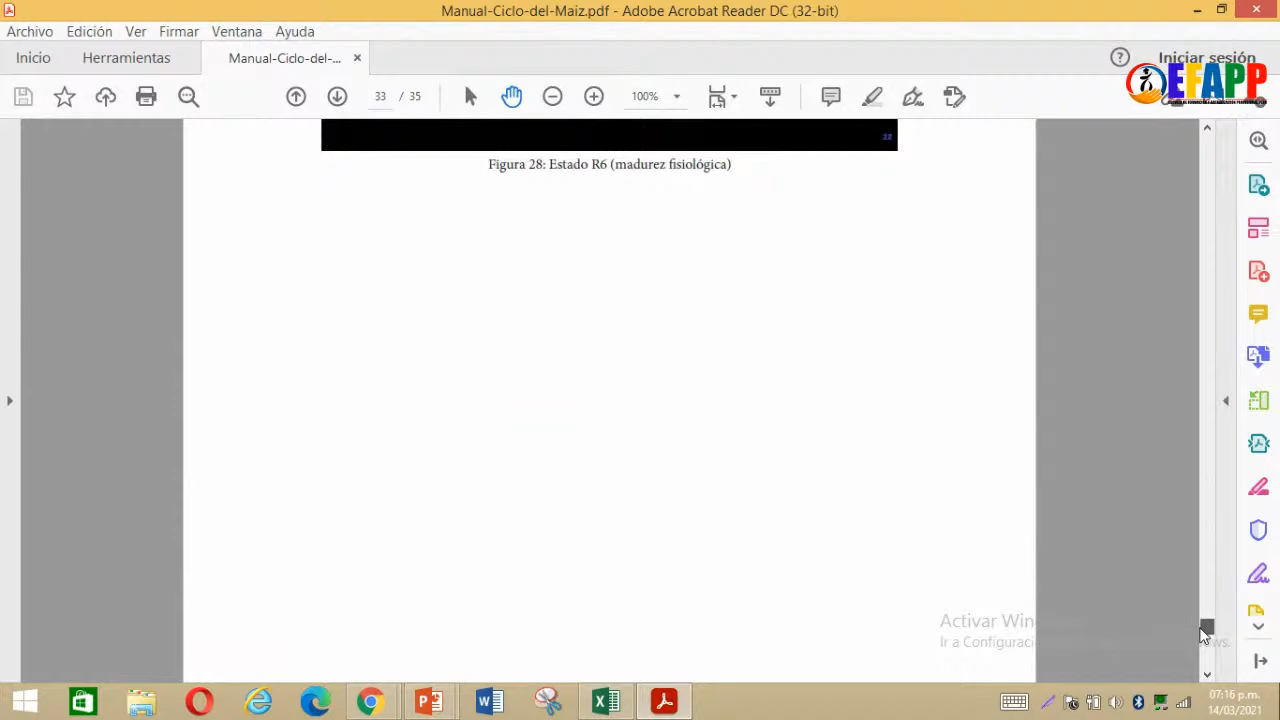 Manual-Ciclo-del-Maiz.pdf - Adobe Acrobat Reader DC (32-bit)
Archivo Edición Ver Firmar Ventana Ayuda
Inicio Herramientas Manual-Ciclo-del-... Iniciar sesión
EFAPP
33 / 35 100%
Figura 28: Estado R6 (madurez fisiológica)
Activar Win
Ir a Configuraci ws.
07:16 p.m.
14/03/2021